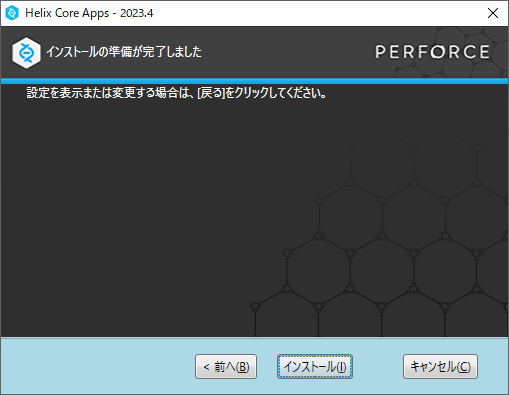 Helix Core Apps - 2023.4
インストールの準備が完了しました
PERFORCE
設定を表示または変更する場合は、[戻る]をクリックしてください。
< 前へ(B)
インストール(I)
キャンセル(C)